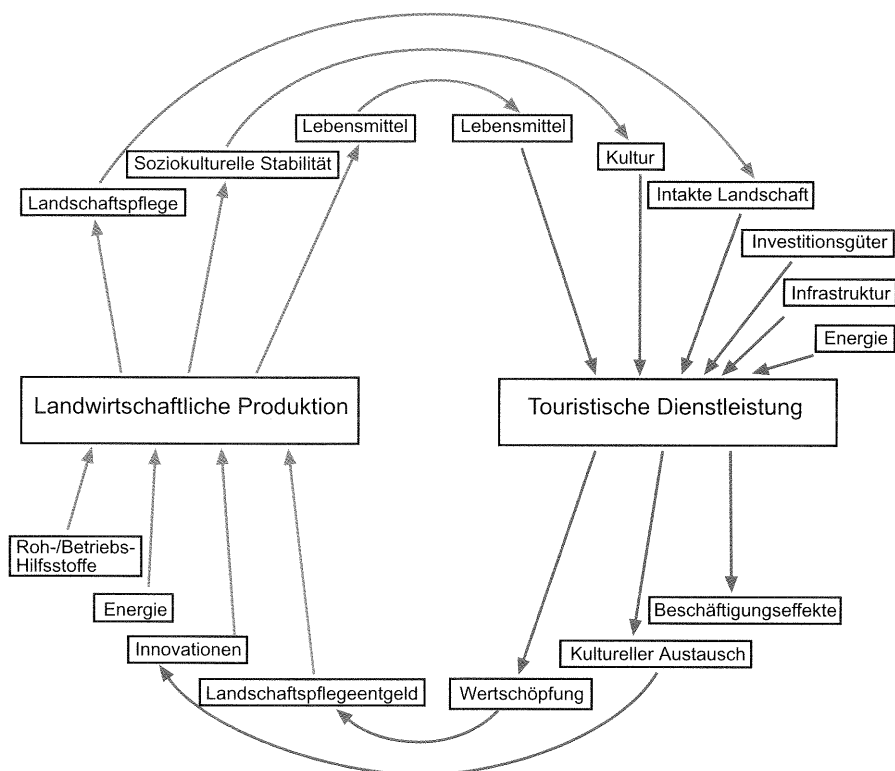 Lebensmittel
Lebensmittel
Soziokulturelle Stabilität
Kultur
Landschaftspflege
Intakte Landschaft
Investitionsgüter
Infrastruktur
Energie
Landwirtschaftliche Produktion
Touristische Dienstleistung
Roh-/Betriebs-
Hilfsstoffe
Energie
Beschäftigungseffekte
Innovationen
Kultureller Austausch
Landschaftspflegeentgeld
Wertschöpfung